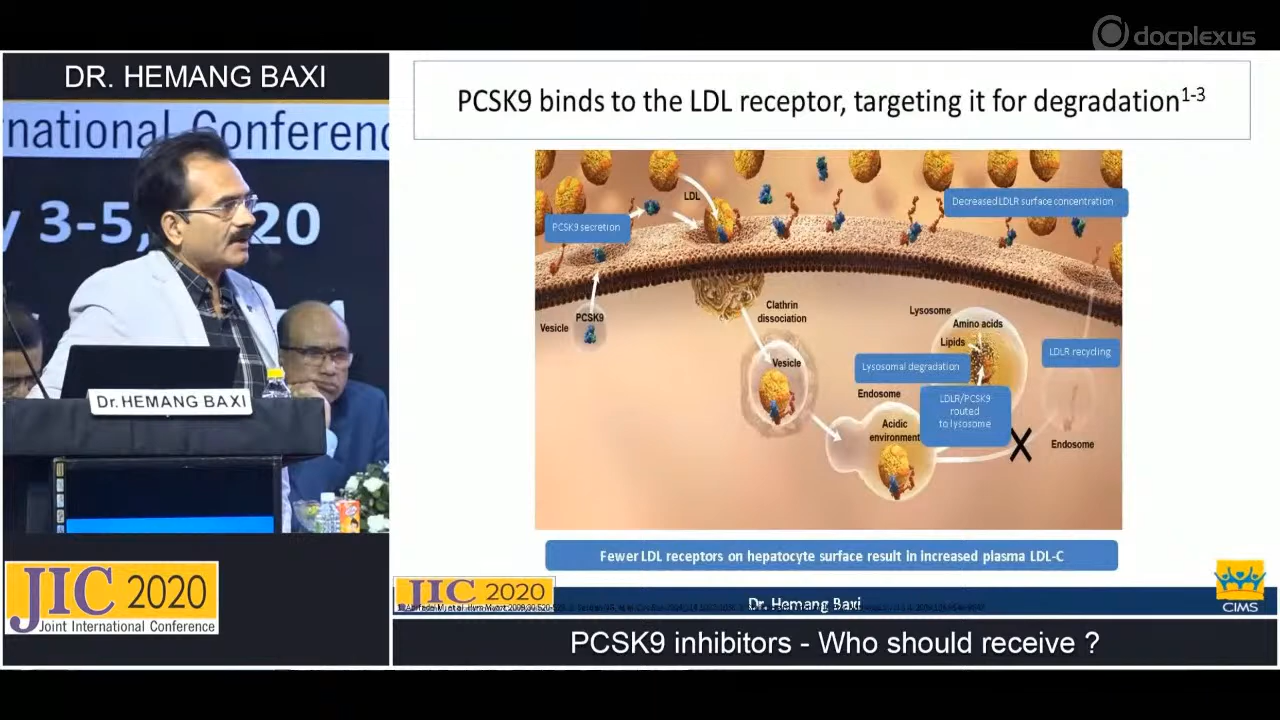 docplexus
DR. HEMANG BAXI
national Conferenc
y 3-5, 2020
Dr. HEMANG BAXI
JIC 2020
Joint International Conference
PCSK9 binds to the LDL receptor, targeting it for degradation1-3
LDL
Decreased LDLR surface concentration
PCSK9 secretion
Vesicle
PCSK9
Clathrin
dissociation
Vesicle
Lysosome
Amino acids
Lipids
Lysosomal degradation
LDLR recycling
Endosome
LDLR/PCSK9
routed
to lysosome
Acidic
environment
X
Endosome
Fewer LDL receptors on hepatocyte surface result in increased plasma LDL-C
JIC 2020
Joint International Conference
Dr. Hemang Baxi
CIMS
PCSK9 inhibitors - Who should receive ?